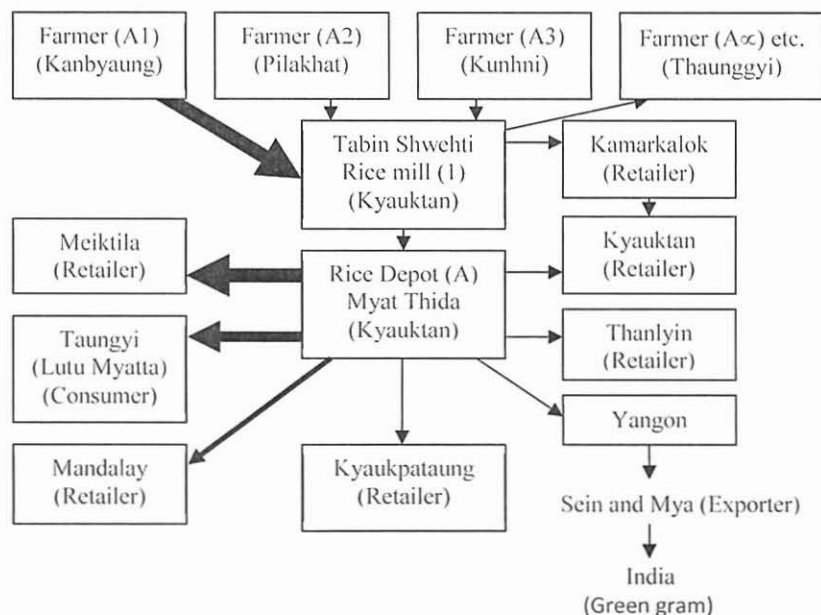 Farmer (A1)
(Kanbyaung)
Farmer (A2)
(Pilakhat)
Farmer (A3)
(Kunhni)
Farmer (A∝) etc.
(Thaunggyi)
Tabin Shwehti
Rice mill (1)
(Kyauktan)
Kamarkalok
(Retailer)
Meiktila
(Retailer)
Rice Depot (A)
Myat Thida
(Kyauktan)
Kyauktan
(Retailer)
Taungyi
(Lutu Myatta)
(Consumer)
Thanlyin
(Retailer)
Yangon
Mandalay
(Retailer)
Kyaukpataung
(Retailer)
Sein and Mya (Exporter)
India
(Green gram)